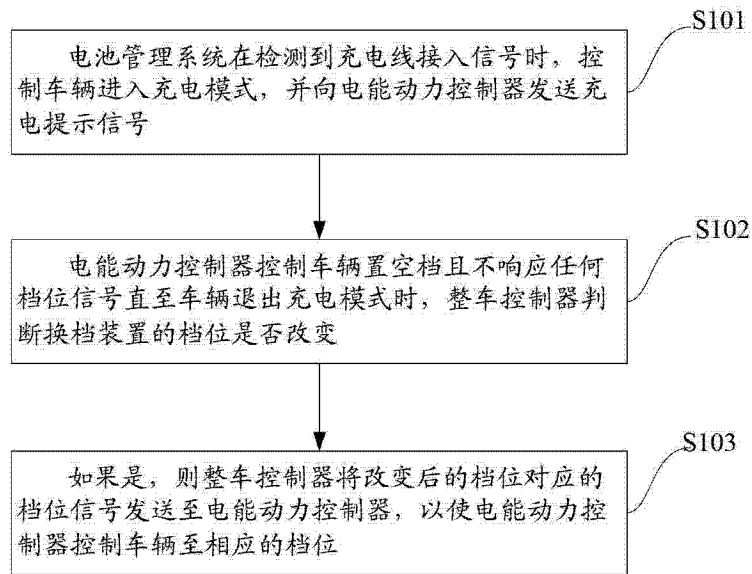 S101
电池管理系统在检测到充电线接入信号时，控
制车辆进入充电模式，并向电能动力控制器发送充
电提示信号
S102
电能动力控制器控制车辆置空档且不响应任何
档位信号直至车辆退出充电模式时，整车控制器判
断换档装置的档位是否改变
S103
如果是，则整车控制器将改变后的档位对应的
档位信号发送至电能动力控制器，以使电能动力控
制器控制车辆至相应的档位